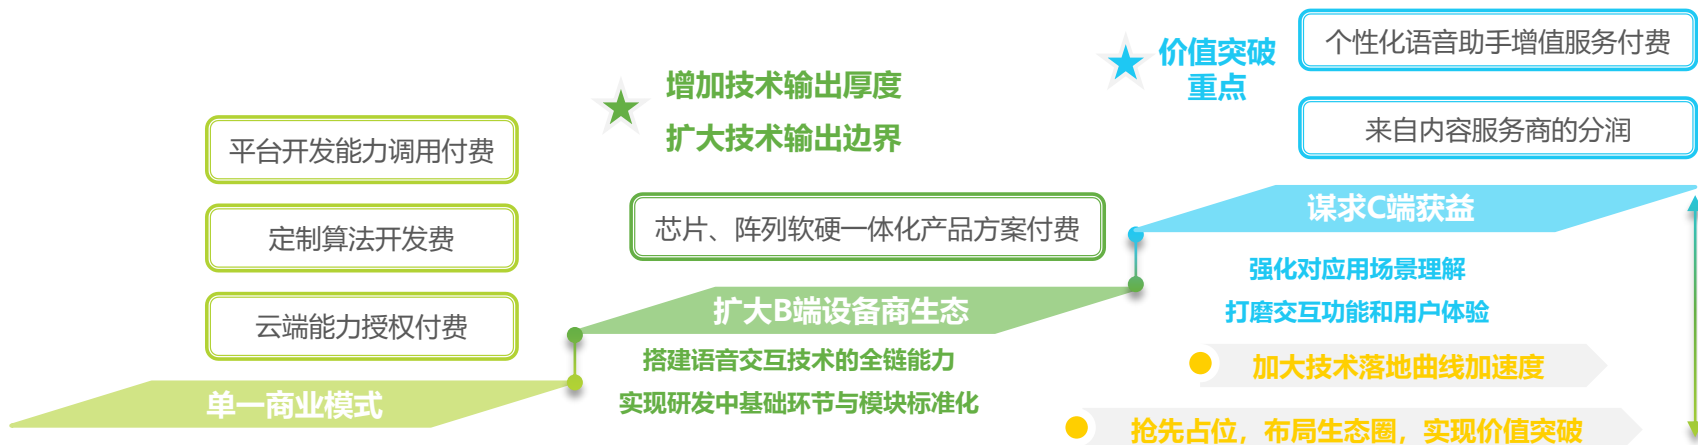 平台开发能力调用付费
定制算法开发费
云端能力授权付费
单一商业模式
增加技术输出厚度
扩大技术输出边界
芯片、阵列软硬一体化产品方案付费
扩大B端设备商生态
搭建语音交互技术的全链能力
实现研发中基础环节与模块标准化
价值突破
重点
个性化语音助手增值服务付费
来自内容服务商的分润
谋求C端获益
强化对应用场景理解
打磨交互功能和用户体验
加大技术落地曲线加速度
抢先占位，布局生态圈，实现价值突破